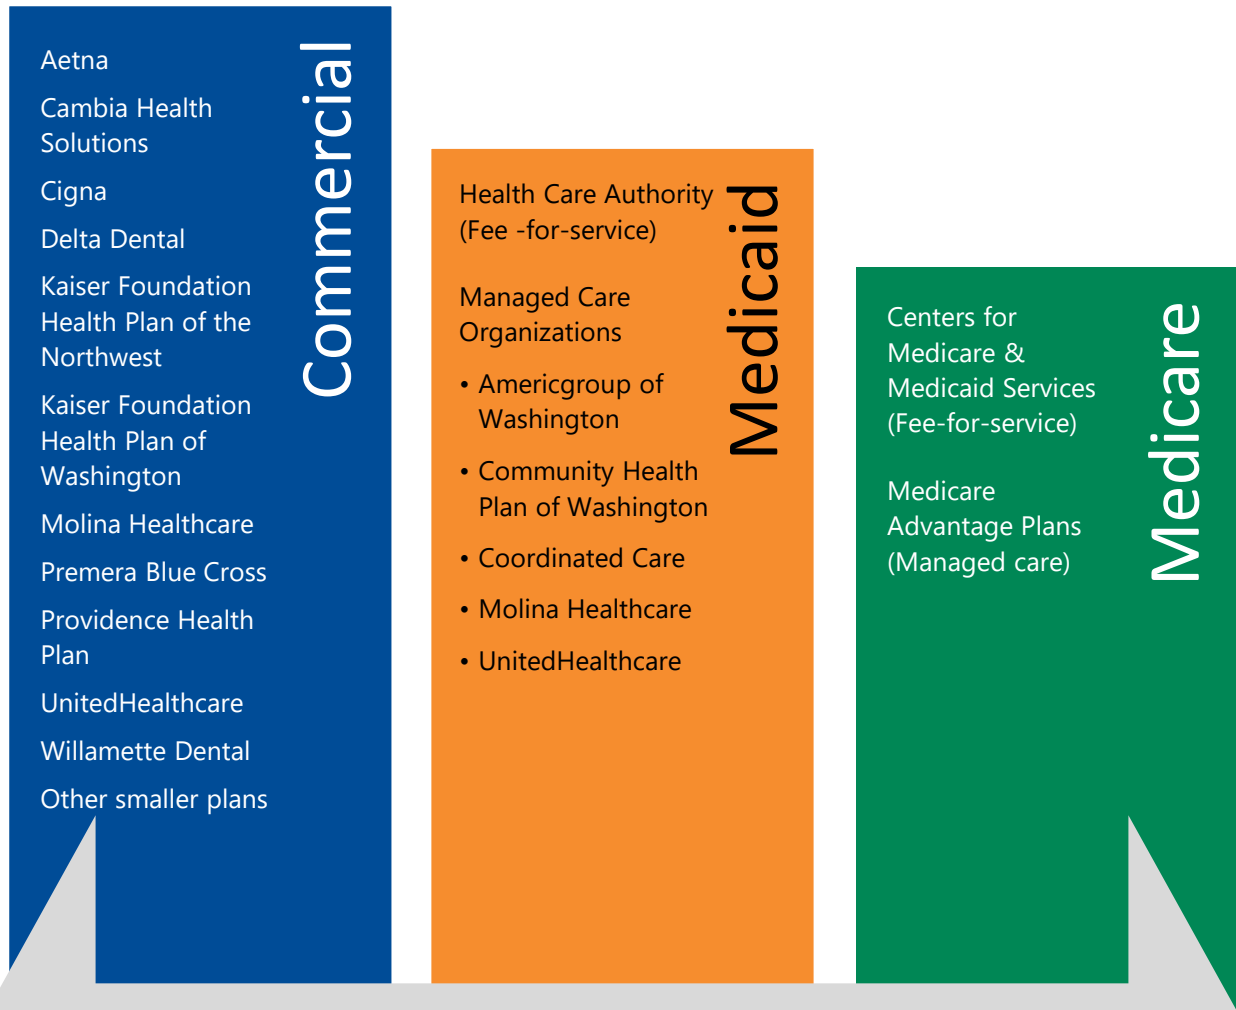 Commercial
Aetna
Cambia Health
Solutions
Cigna
Delta Dental
Kaiser Foundation
Health Plan of the
Northwest
Kaiser Foundation
Health Plan of
Washington
Molina Healthcare
Premera Blue Cross
Providence Health
Plan
UnitedHealthcare
Willamette Dental
Other smaller plans
Medicaid
Health Care Authority
(Fee -for-service)
Managed Care
Organizations
• Americgroup of
Washington
• Community Health
Plan of Washington
• Coordinated Care
• Molina Healthcare
• UnitedHealthcare
Medicare
Centers for
Medicare &
Medicaid Services
(Fee-for-service)
Medicare
Advantage Plans
(Managed care)